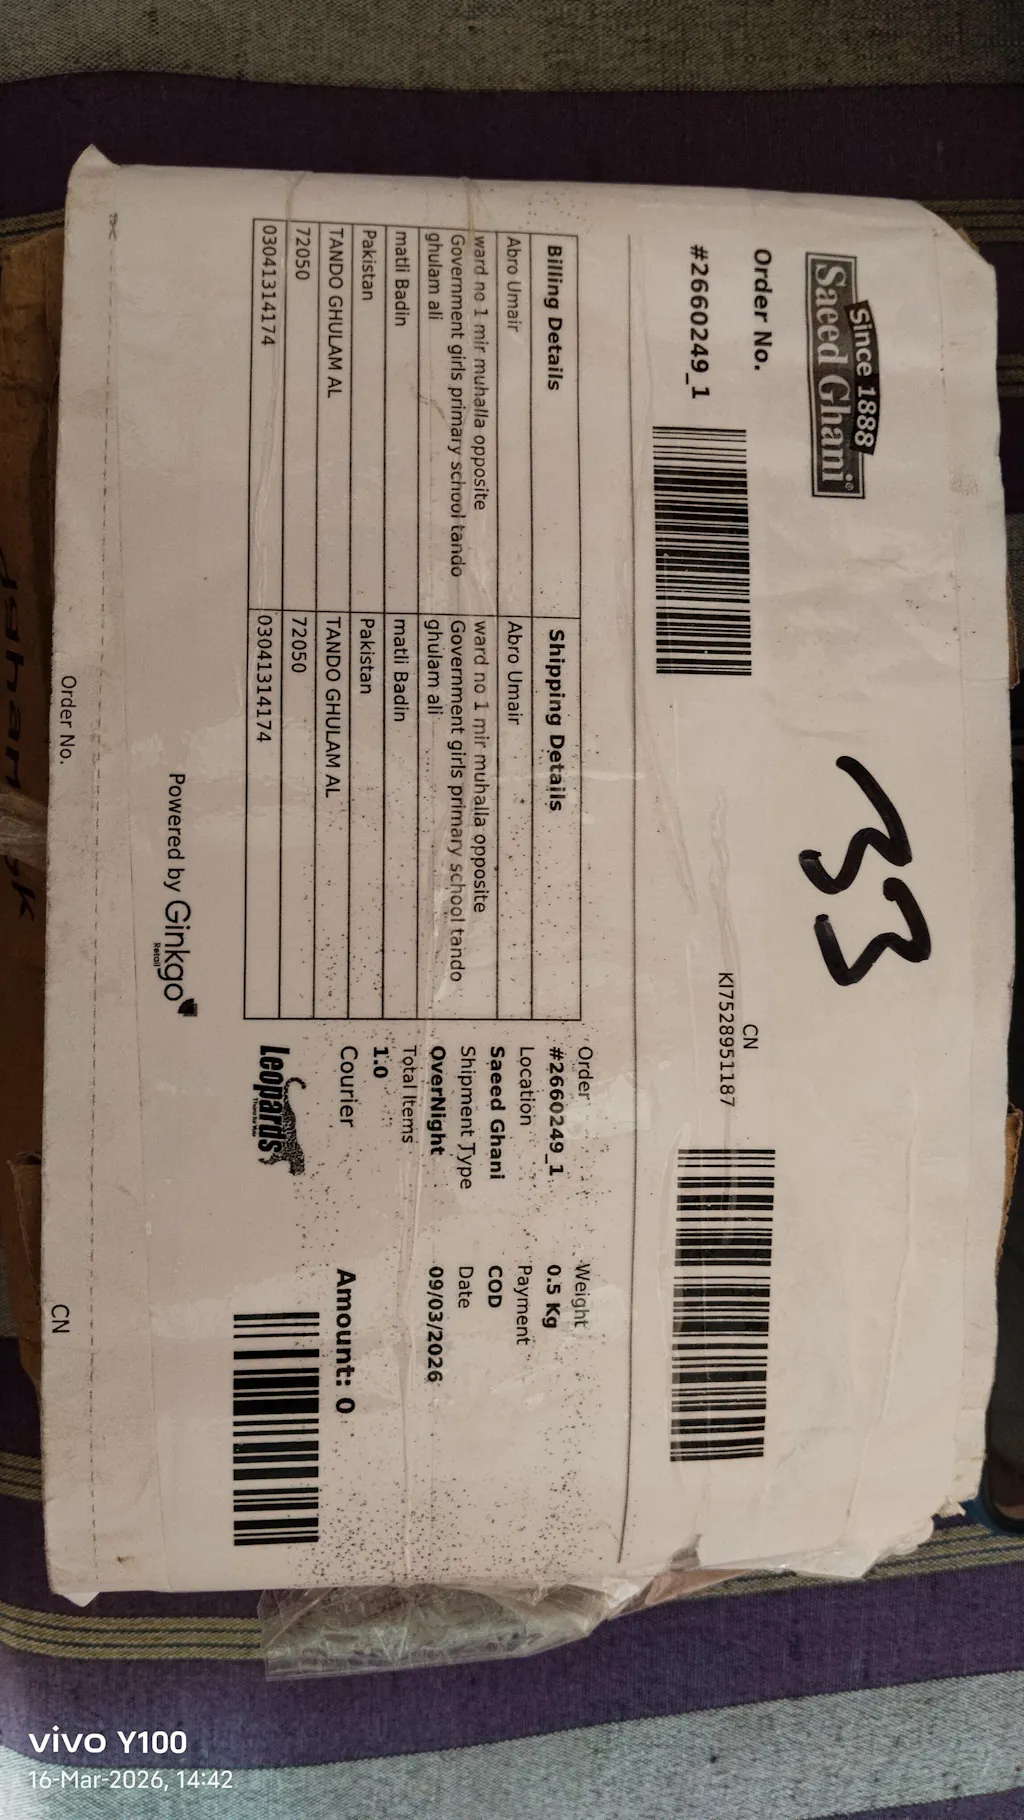 Since 1888
Saeed Ghani
33
Order No.
#2660249_1
CN
KI7528951187
Billing Details
Shipping Details
Abro Umair
Abro Umair
ward no 1 mir muhalla opposite
Government girls primary school tando
ghulam ali
ward no 1 mir muhalla opposite
Government girls primary school tando
ghulam ali
matli Badin
matli Badin
Pakistan
Pakistan
TANDO GHULAM AL
TANDO GHULAM AL
72050
72050
03041314174
03041314174
Order
#2660249_1
Weight
0.5 Kg
Location
Saeed Ghani
Payment
COD
Shipment Type
OverNight
Date
09/03/2026
Total Items
1.0
Courier
Leopards
Amount: 0
Powered by Ginkgo
Retail
Order No.
CN
vivo Y100
16-Mar-2026, 14:42